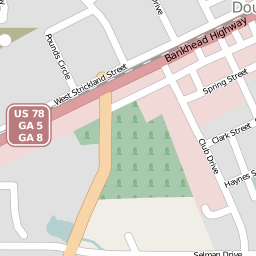 Dou
Bankhead Highway
Pounds Circle
West Strickland Street
Spring Street
US 78
GA 5
GA 8
Clark Street
Club Drive
Haynes S
Selman Drive